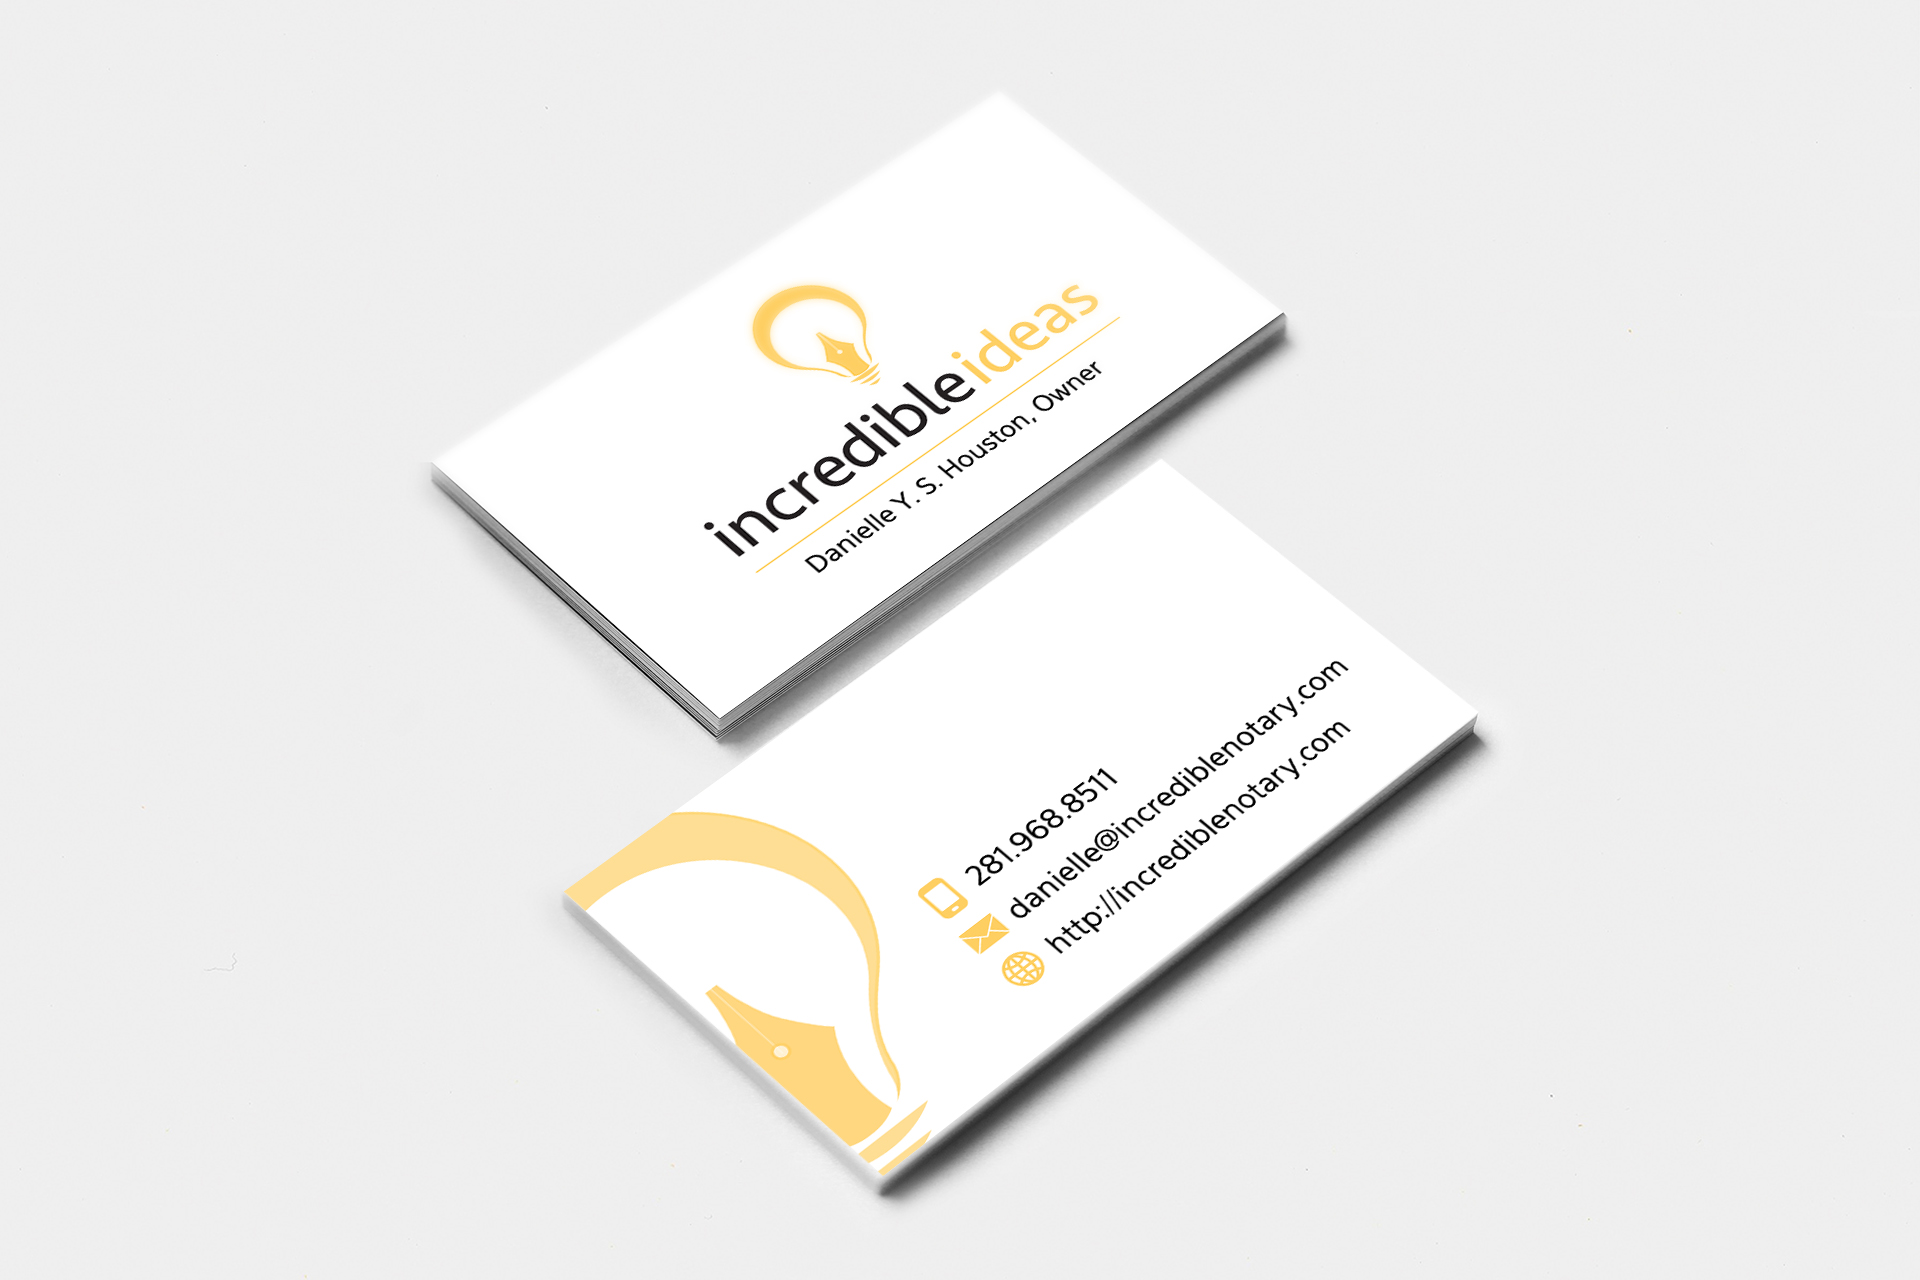 incredibleideas
Danielle Y. S. Houston, Owner
281.968.8511
danielle@incrediblenotary.com
http://incrediblenotary.com